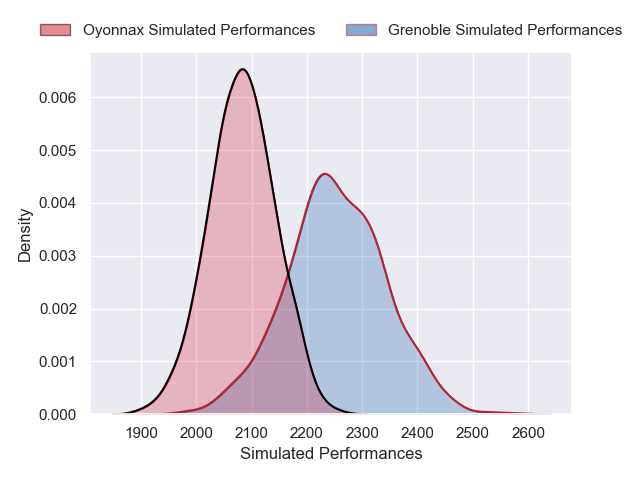 Oyonnax Simulated Performances Grenoble Simulated Performances
0.006
0.005
0.004
0.003
0.002
0.001
0.000
Density
1900 2000 2100 2200 2300 2400 2500 2600
Simulated Performances